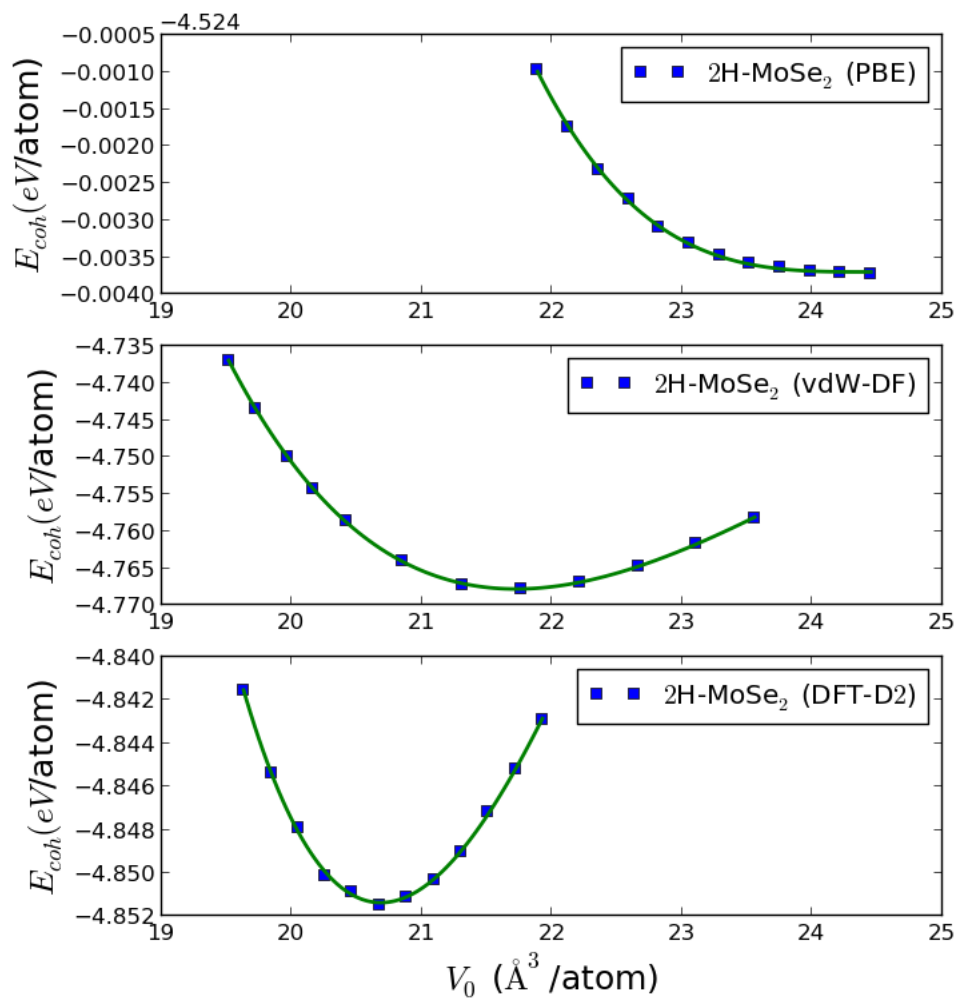 −4.524
−0.0005
−0.0010
−0.0015
−0.0020
−0.0025
−0.0030
−0.0035
−0.0040
E_coh(eV/atom)
2H-MoSe₂ (PBE)
19 20 21 22 23 24 25
−4.735
−4.740
−4.745
−4.750
−4.755
−4.760
−4.765
−4.770
E_coh(eV/atom)
2H-MoSe₂ (vdW-DF)
19 20 21 22 23 24 25
−4.840
−4.842
−4.844
−4.846
−4.848
−4.850
−4.852
E_coh(eV/atom)
2H-MoSe₂ (DFT-D2)
19 20 21 22 23 24 25
V₀ (Å³/atom)